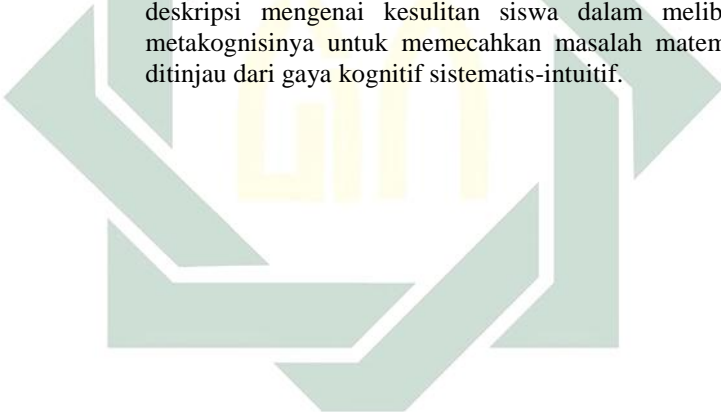 deskripsi mengenai kesulitan siswa dalam melib
metakognisinya untuk memecahkan masalah matem
ditinjau dari gaya kognitif sistematis-intuitif.